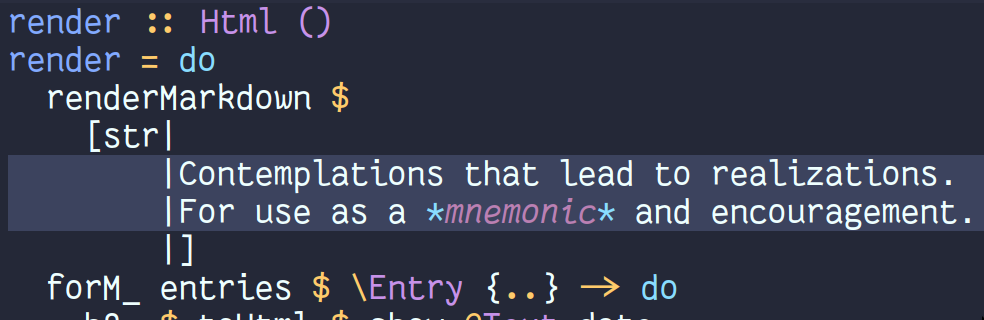 render :: Html ()
render = do
  renderMarkdown $
    [str|
        |Contemplations that lead to realizations.
        |For use as a *mnemonic* and encouragement.
        |]
  forM_ entries $ \Entry {..} -> do